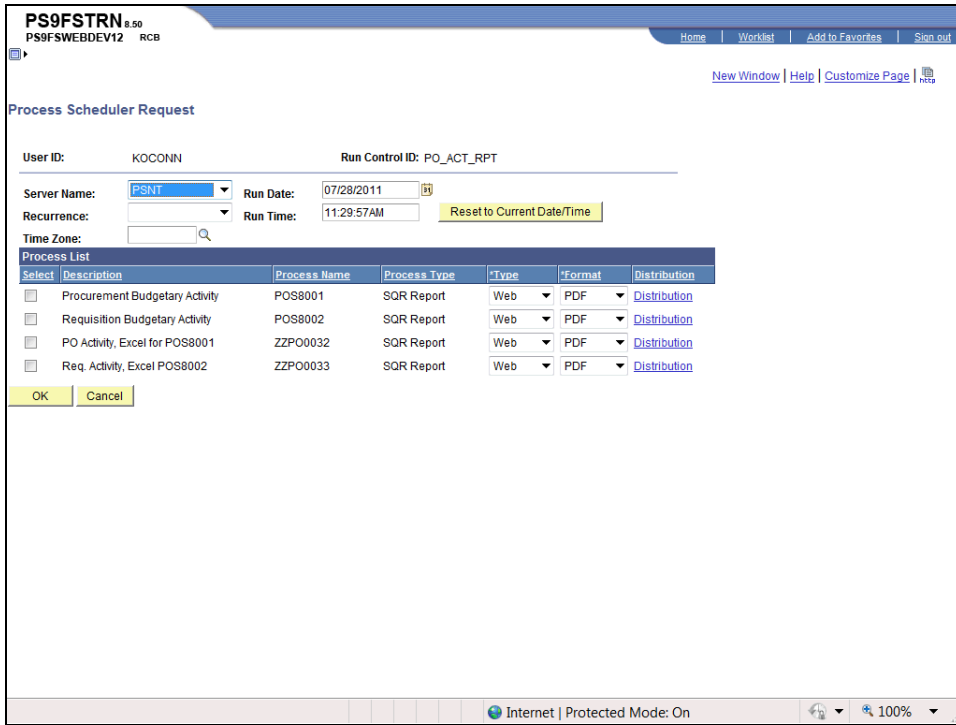 PS9FSTRN 8.50
PS9FSWEBDEV12 RCB
Home Worklist Add to Favorites Sign out
New Window | Help | Customize Page | http
Process Scheduler Request
User ID: KOCONN Run Control ID: PO_ACT_RPT
Server Name: PSNT Run Date: 07/28/2011 31
Recurrence: Run Time: 11:29:57AM Reset to Current Date/Time
Time Zone:
Process List
Select Description Process Name Process Type *Type *Format Distribution
Procurement Budgetary Activity POS8001 SQR Report Web PDF Distribution
Requisition Budgetary Activity POS8002 SQR Report Web PDF Distribution
PO Activity, Excel for POS8001 ZZPO0032 SQR Report Web PDF Distribution
Req. Activity, Excel POS8002 ZZPO0033 SQR Report Web PDF Distribution
OK Cancel
Internet | Protected Mode: On 100%